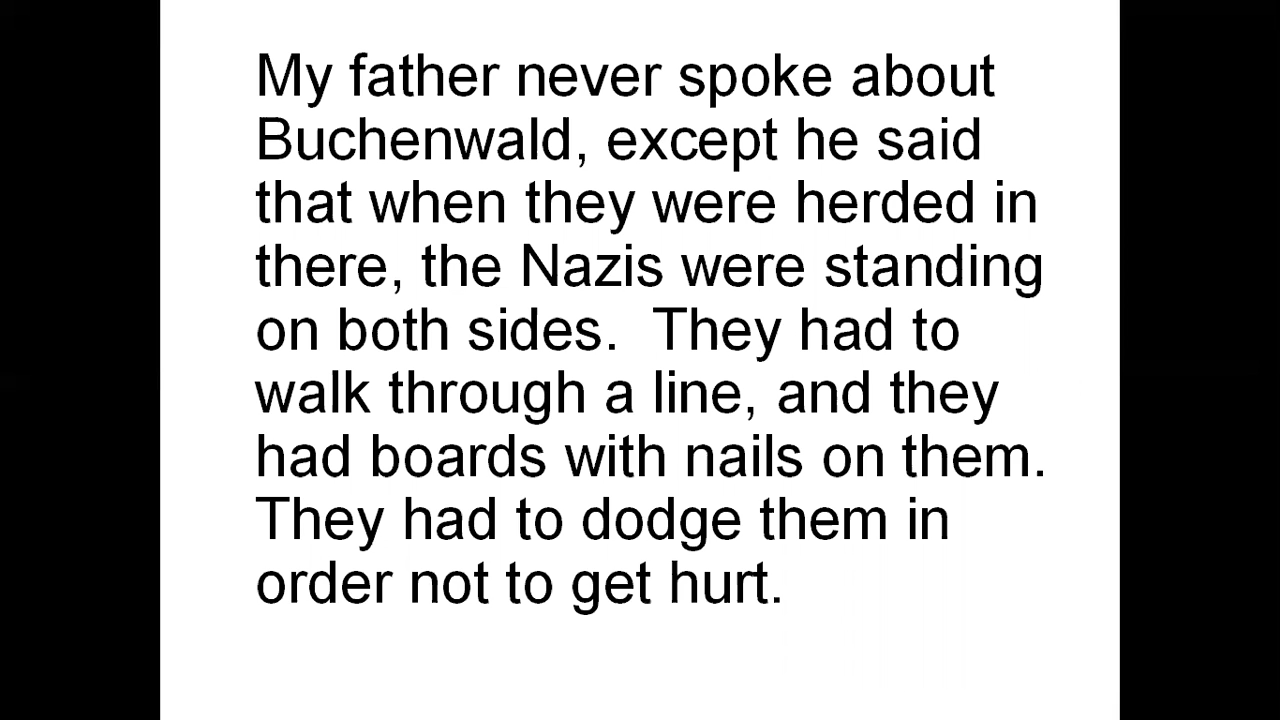 My father never spoke about
Buchenwald, except he said
that when they were herded in
there, the Nazis were standing
on both sides.  They had to
walk through a line, and they
had boards with nails on them.
They had to dodge them in
order not to get hurt.